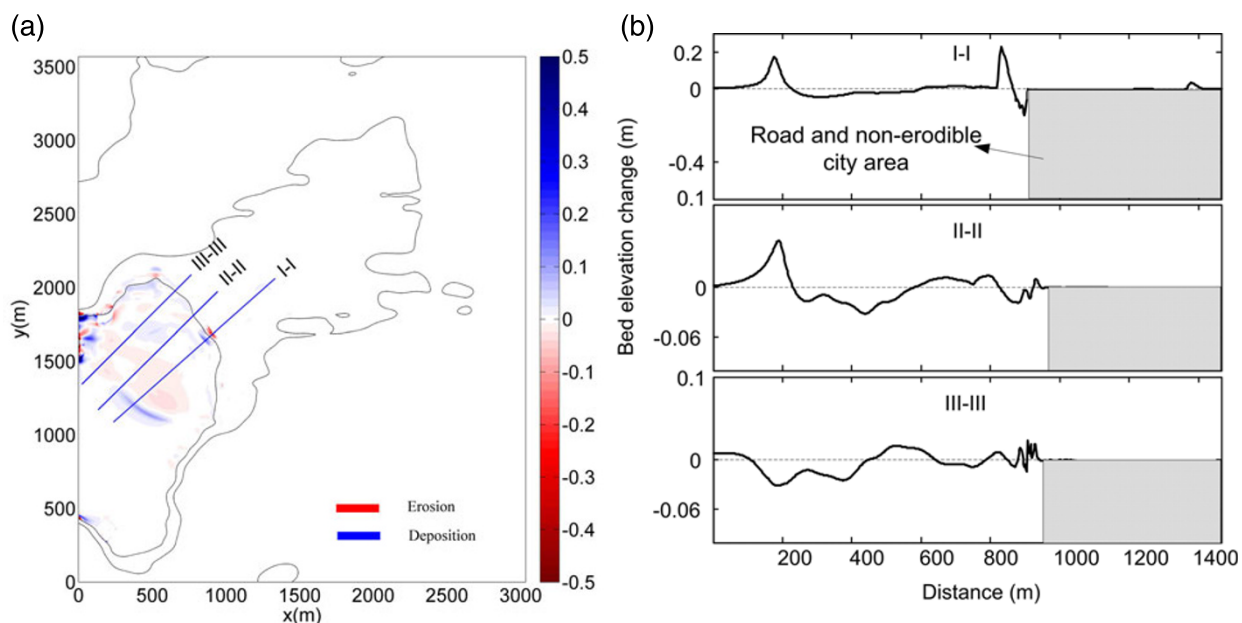 (a)
3500
3000
2500
2000
1500
1000
500
0
y(m)
0
500
1000
1500
2000
2500
3000
x(m)
III-III
II-II
I-I
Erosion
Deposition
0.5
0.4
0.3
0.2
0.1
0
-0.1
-0.2
-0.3
-0.4
-0.5
(b)
Bed elevation change (m)
0.2
0
-0.4
0.1
I-I
Road and non-erodible
city area
0
-0.06
II-II
0.1
0
-0.06
III-III
200
400
600
800
1000
1200
1400
Distance (m)